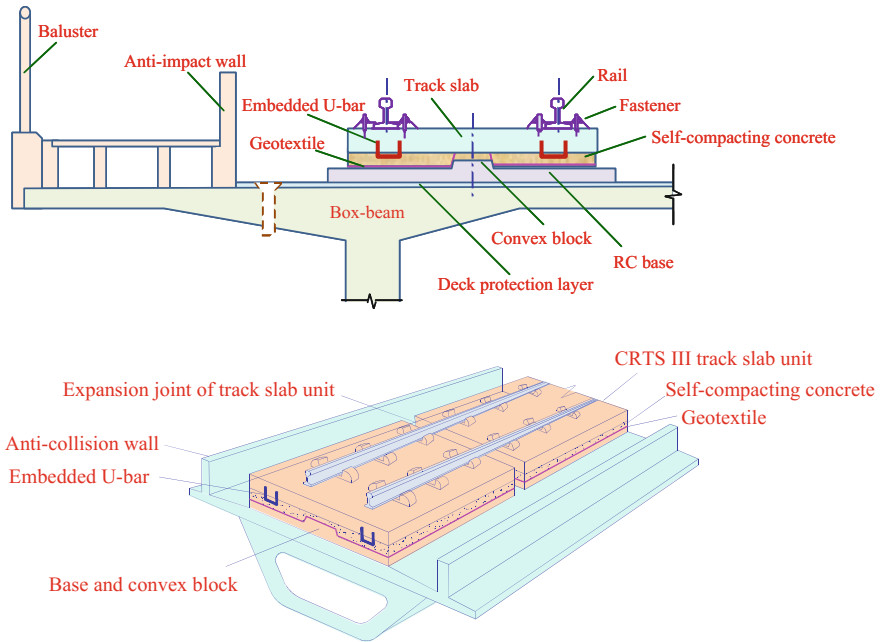 Baluster
Anti-impact wall
Track slab
Rail
Embedded U-bar
Fastener
Geotextile
Self-compacting concrete
Box-beam
Convex block
RC base
Deck protection layer
CRTS III track slab unit
Expansion joint of track slab unit
Self-compacting concrete
Geotextile
Anti-collision wall
Embedded U-bar
Base and convex block